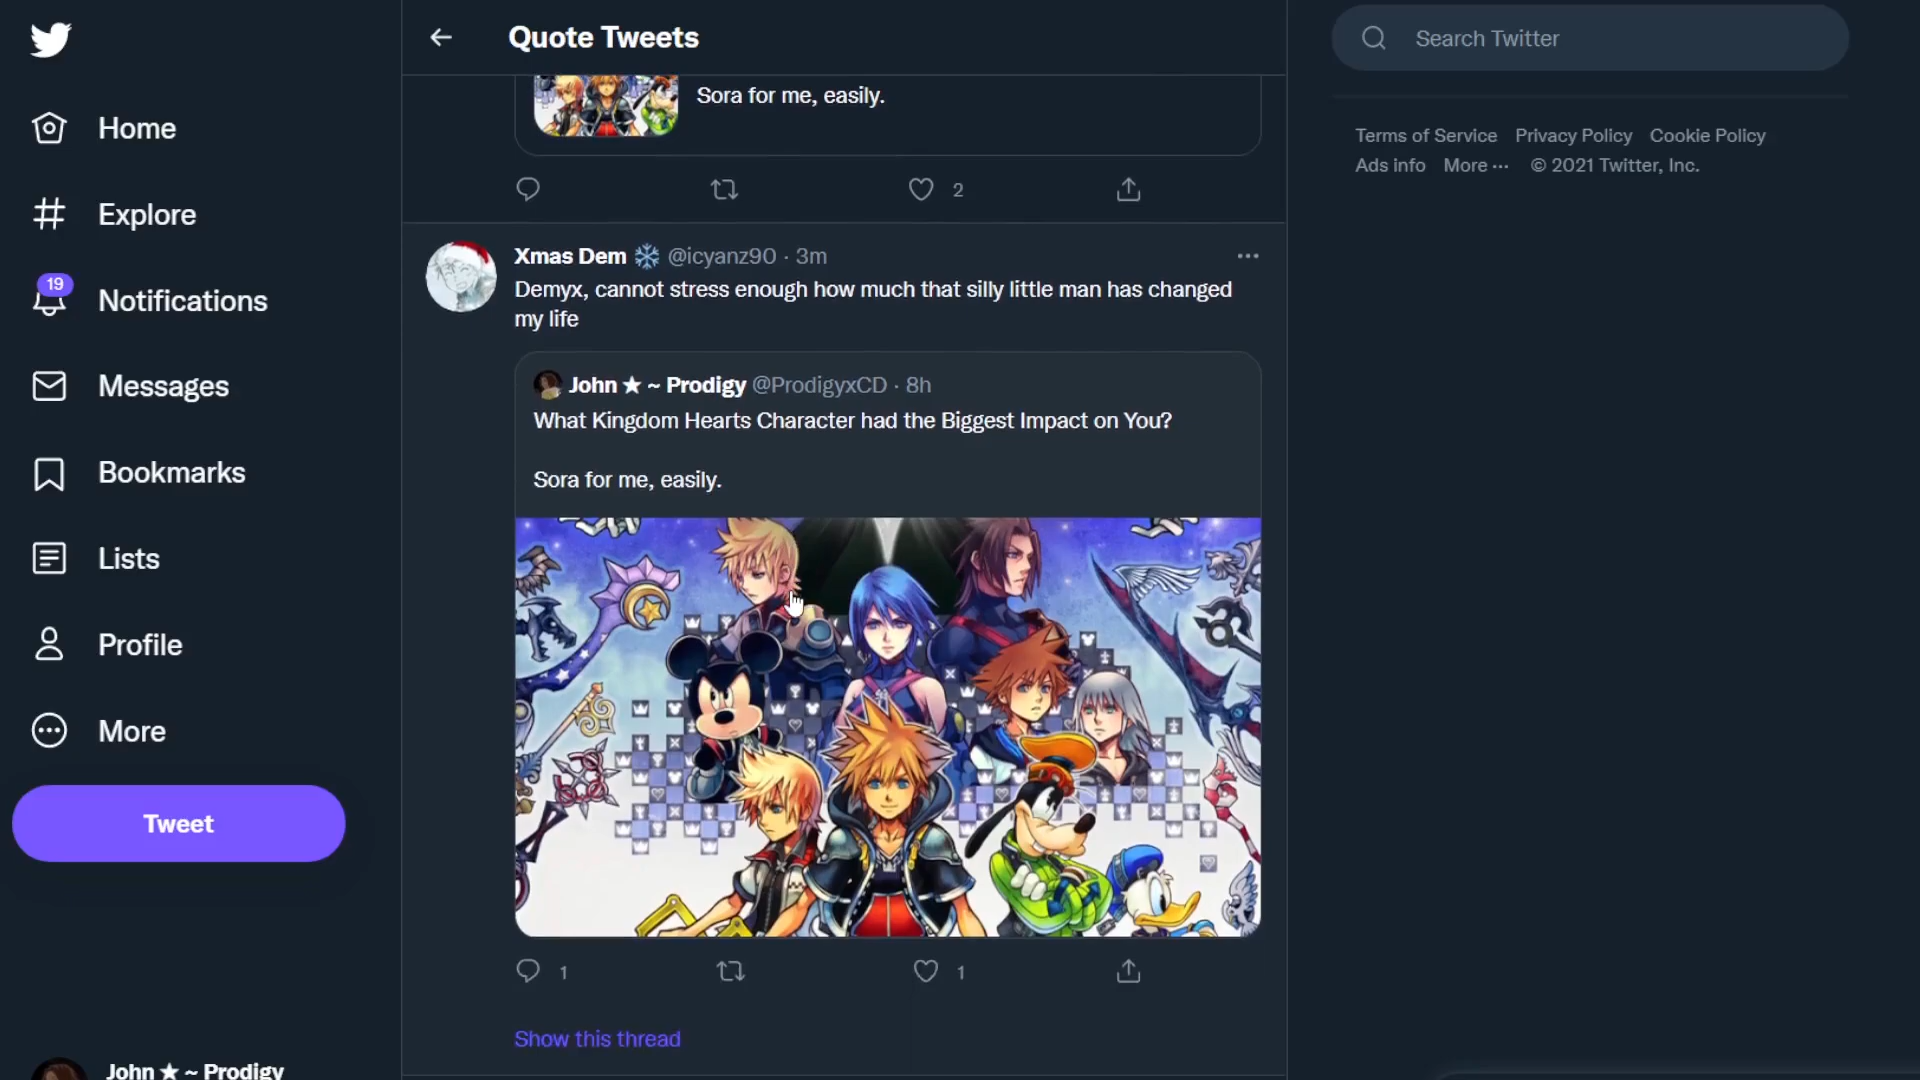 Home
Explore
19
Notifications
Messages
Bookmarks
Lists
Profile
More
Tweet
John ★ ~ Prodigy
Quote Tweets
Sora for me, easily.
2
Xmas Dem ❄ @icyanz90 · 3m
Demyx, cannot stress enough how much that silly little man has changed
my life
John ★ ~ Prodigy @ProdigyxCD · 8h
What Kingdom Hearts Character had the Biggest Impact on You?
Sora for me, easily.
1
1
Show this thread
Search Twitter
Terms of Service Privacy Policy Cookie Policy
Ads info More ··· © 2021 Twitter, Inc.